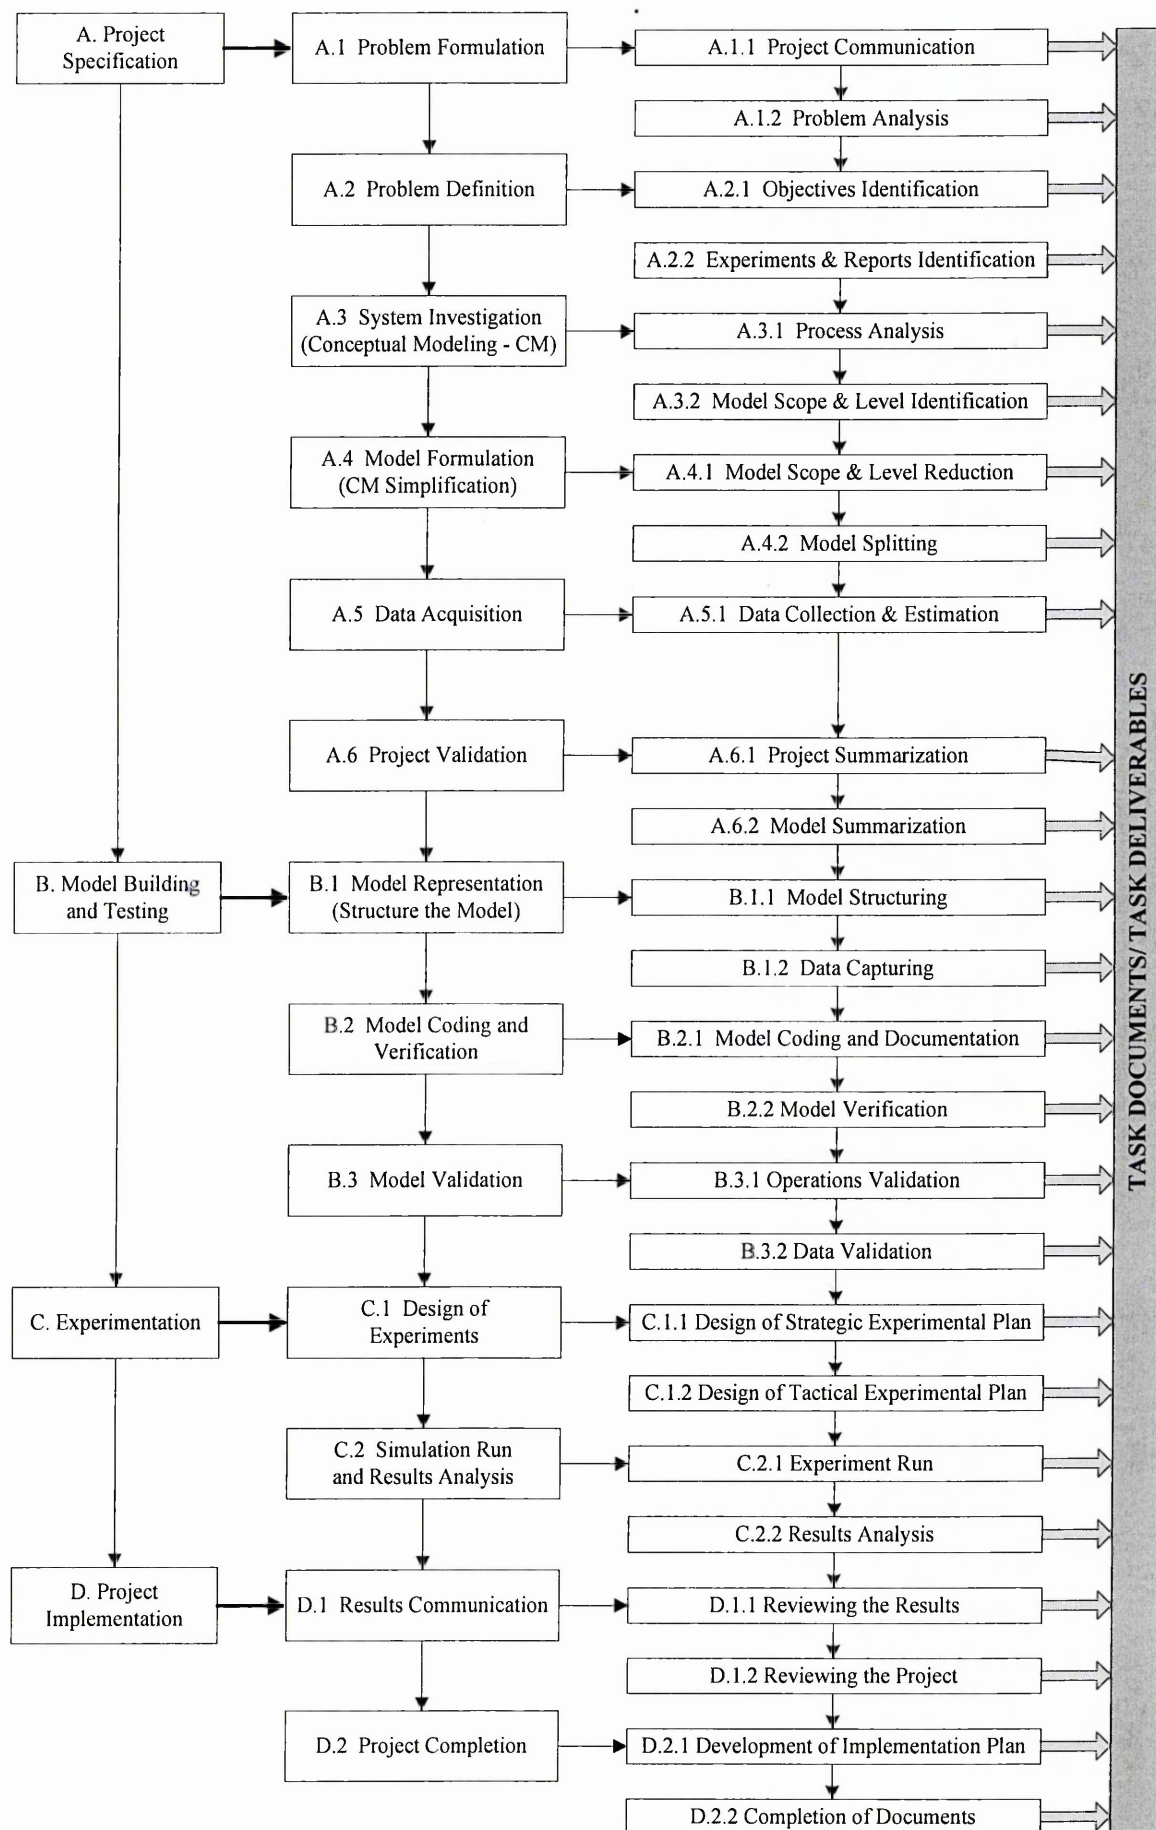 A. Project
Specification
A.1 Problem Formulation
A.1.1 Project Communication
A.1.2 Problem Analysis
A.2 Problem Definition
A.2.1 Objectives Identification
A.2.2 Experiments & Reports Identification
A.3 System Investigation
(Conceptual Modeling - CM)
A.3.1 Process Analysis
A.3.2 Model Scope & Level Identification
A.4 Model Formulation
(CM Simplification)
A.4.1 Model Scope & Level Reduction
A.4.2 Model Splitting
A.5 Data Acquisition
A.5.1 Data Collection & Estimation
A.6 Project Validation
A.6.1 Project Summarization
A.6.2 Model Summarization
B. Model Building
and Testing
B.1 Model Representation
(Structure the Model)
B.1.1 Model Structuring
B.1.2 Data Capturing
B.2 Model Coding and
Verification
B.2.1 Model Coding and Documentation
B.2.2 Model Verification
B.3 Model Validation
B.3.1 Operations Validation
B.3.2 Data Validation
C. Experimentation
C.1 Design of
Experiments
C.1.1 Design of Strategic Experimental Plan
C.1.2 Design of Tactical Experimental Plan
C.2 Simulation Run
and Results Analysis
C.2.1 Experiment Run
C.2.2 Results Analysis
D. Project
Implementation
D.1 Results Communication
D.1.1 Reviewing the Results
D.1.2 Reviewing the Project
D.2 Project Completion
D.2.1 Development of Implementation Plan
D.2.2 Completion of Documents
TASK DOCUMENTS/ TASK DELIVERABLES